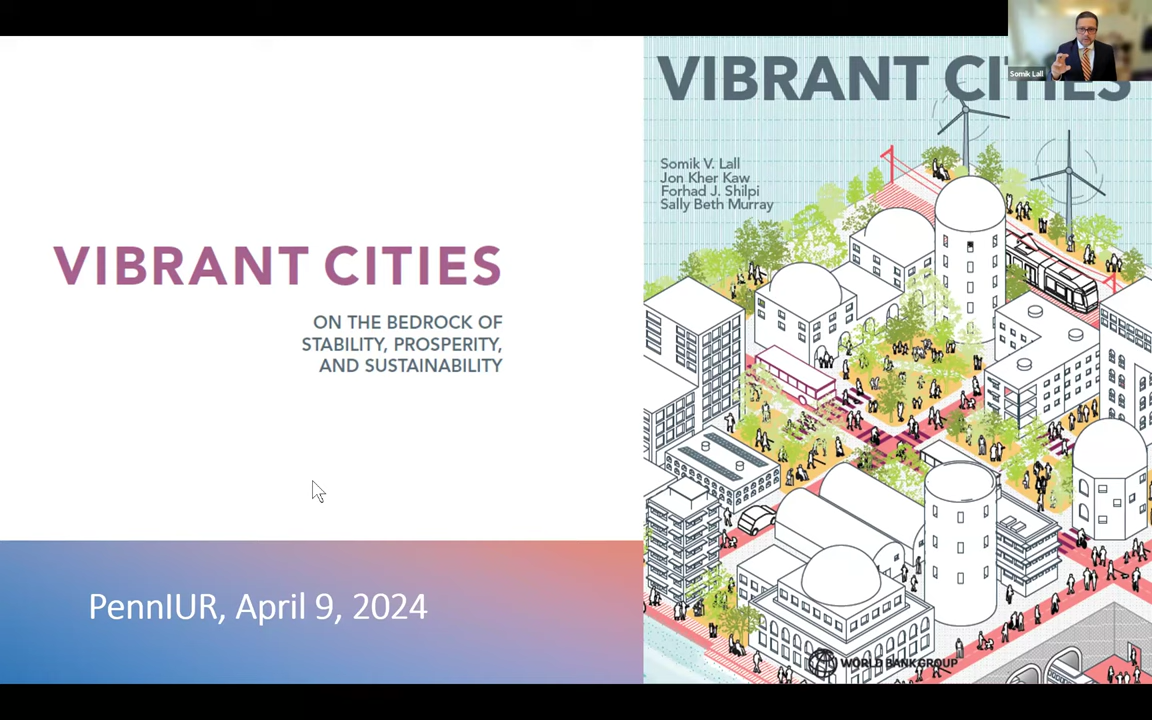 VIBRANT CITIES
ON THE BEDROCK OF
STABILITY, PROSPERITY,
AND SUSTAINABILITY
PennIUR, April 9, 2024
VIBRANT CITIES
Somik V. Lall
Jon Kher Kaw
Forhad J. Shilpi
Sally Beth Murray
WORLD BANK GROUP
Somik Lall